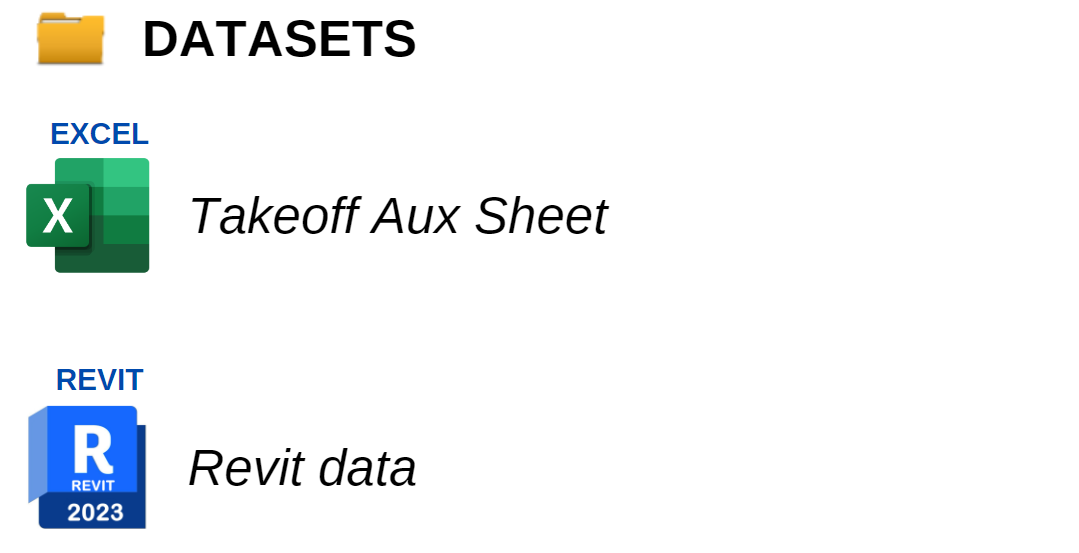 DATASETS
EXCEL
X
Takeoff Aux Sheet
REVIT
R
REVIT
2023
Revit data